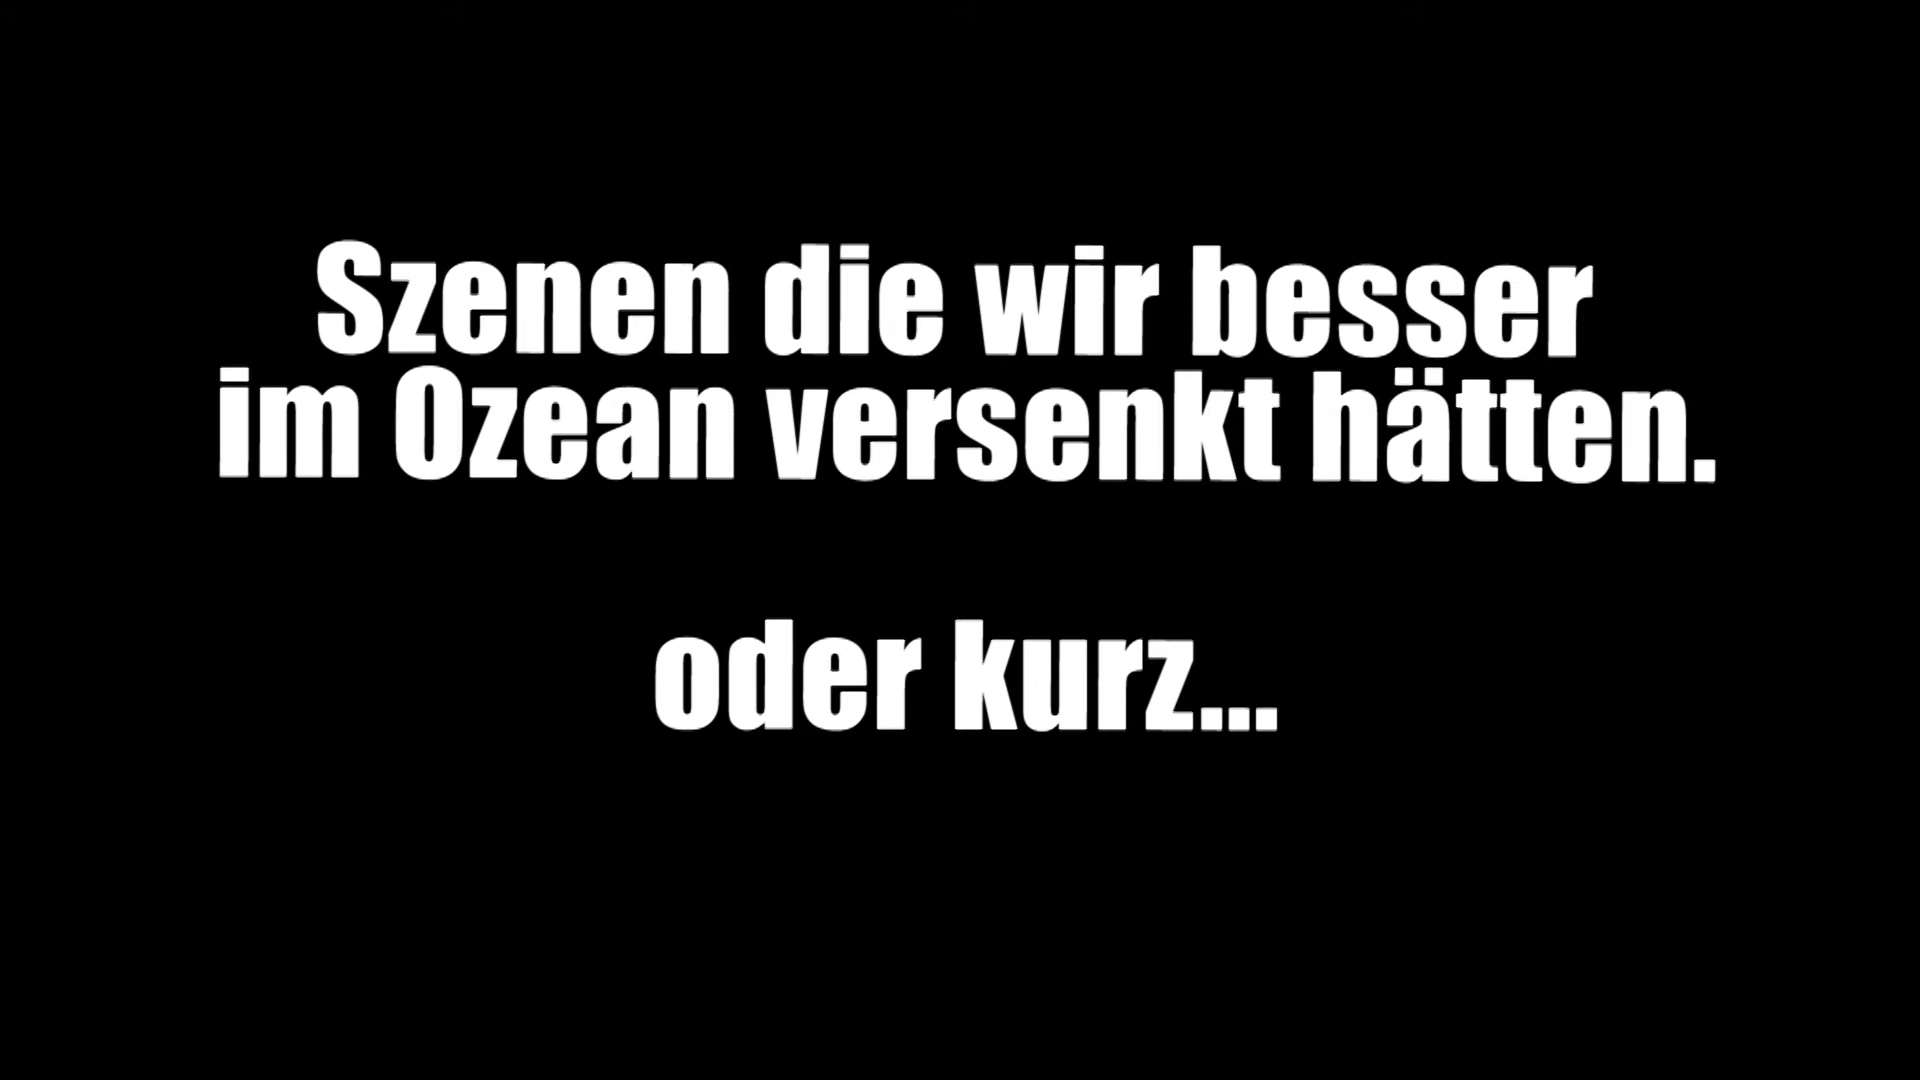 Szenen die wir besser
im Ozean versenkt hätten.
oder kurz...